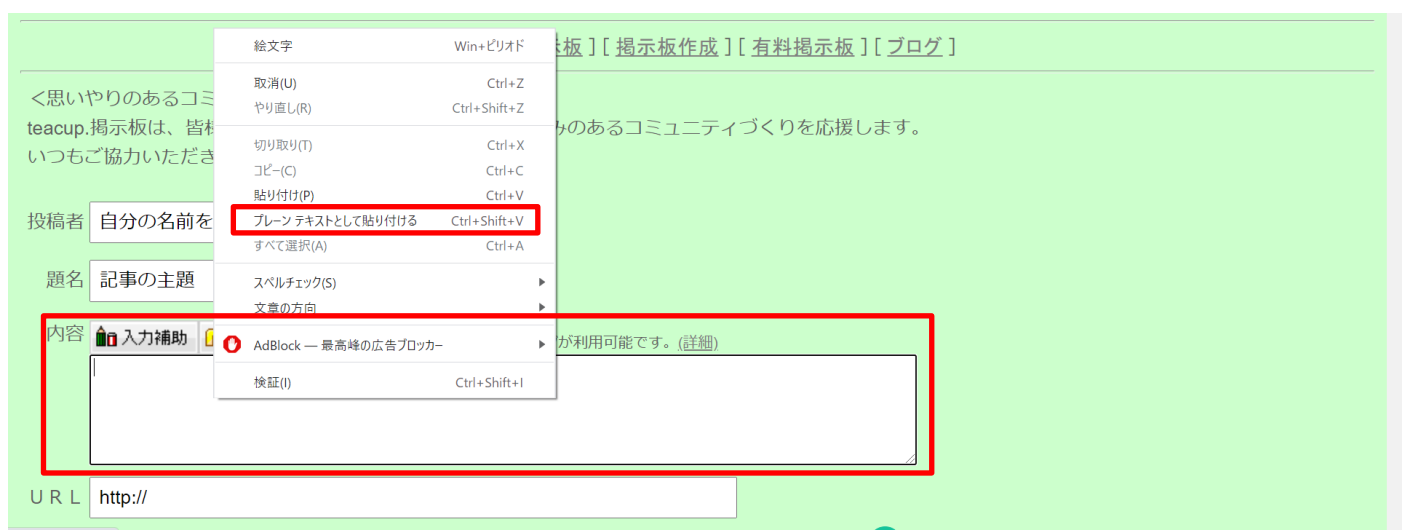 板 ] [ 掲示板作成 ] [ 有料掲示板 ] [ ブログ ]
＜思いやりのあるコミ
teacup.掲示板は、皆様
みのあるコミュニティづくりを応援します。
いつもご協力いただき
投稿者 自分の名前を
題名 記事の主題
内容 入力補助
が利用可能です。(詳細)
ＵＲＬ http://
絵文字 Win+ピリオド
取消(U) Ctrl+Z
やり直し(R) Ctrl+Shift+Z
切り取り(T) Ctrl+X
コピー(C) Ctrl+C
貼り付け(P) Ctrl+V
プレーン テキストとして貼り付ける Ctrl+Shift+V
すべて選択(A) Ctrl+A
スペルチェック(S)
文章の方向
AdBlock — 最高峰の広告ブロッカー
検証(I) Ctrl+Shift+I